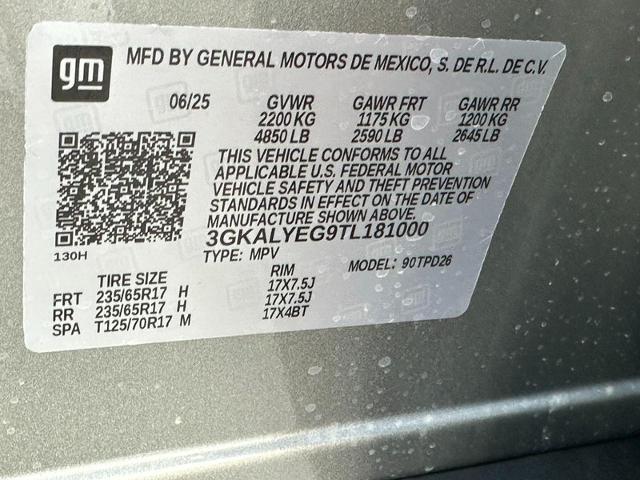 gm
MFD BY GENERAL MOTORS DE MEXICO, S. DE R.L. DE C.V.
06/25 GVWR GAWR FRT GAWR RR
2200 KG 1175 KG 1200 KG
4850 LB 2590 LB 2645 LB
THIS VEHICLE CONFORMS TO ALL
APPLICABLE U.S. FEDERAL MOTOR
VEHICLE SAFETY AND THEFT PREVENTION
STANDARDS IN EFFECT ON THE DATE OF
MANUFACTURE SHOWN ABOVE.
3GKALYEG9TL181000
130H
TYPE: MPV MODEL: 90TPD26
TIRE SIZE RIM
FRT 235/65R17 H 17X7.5J
RR 235/65R17 H 17X7.5J
SPA T125/70R17 M 17X4BT